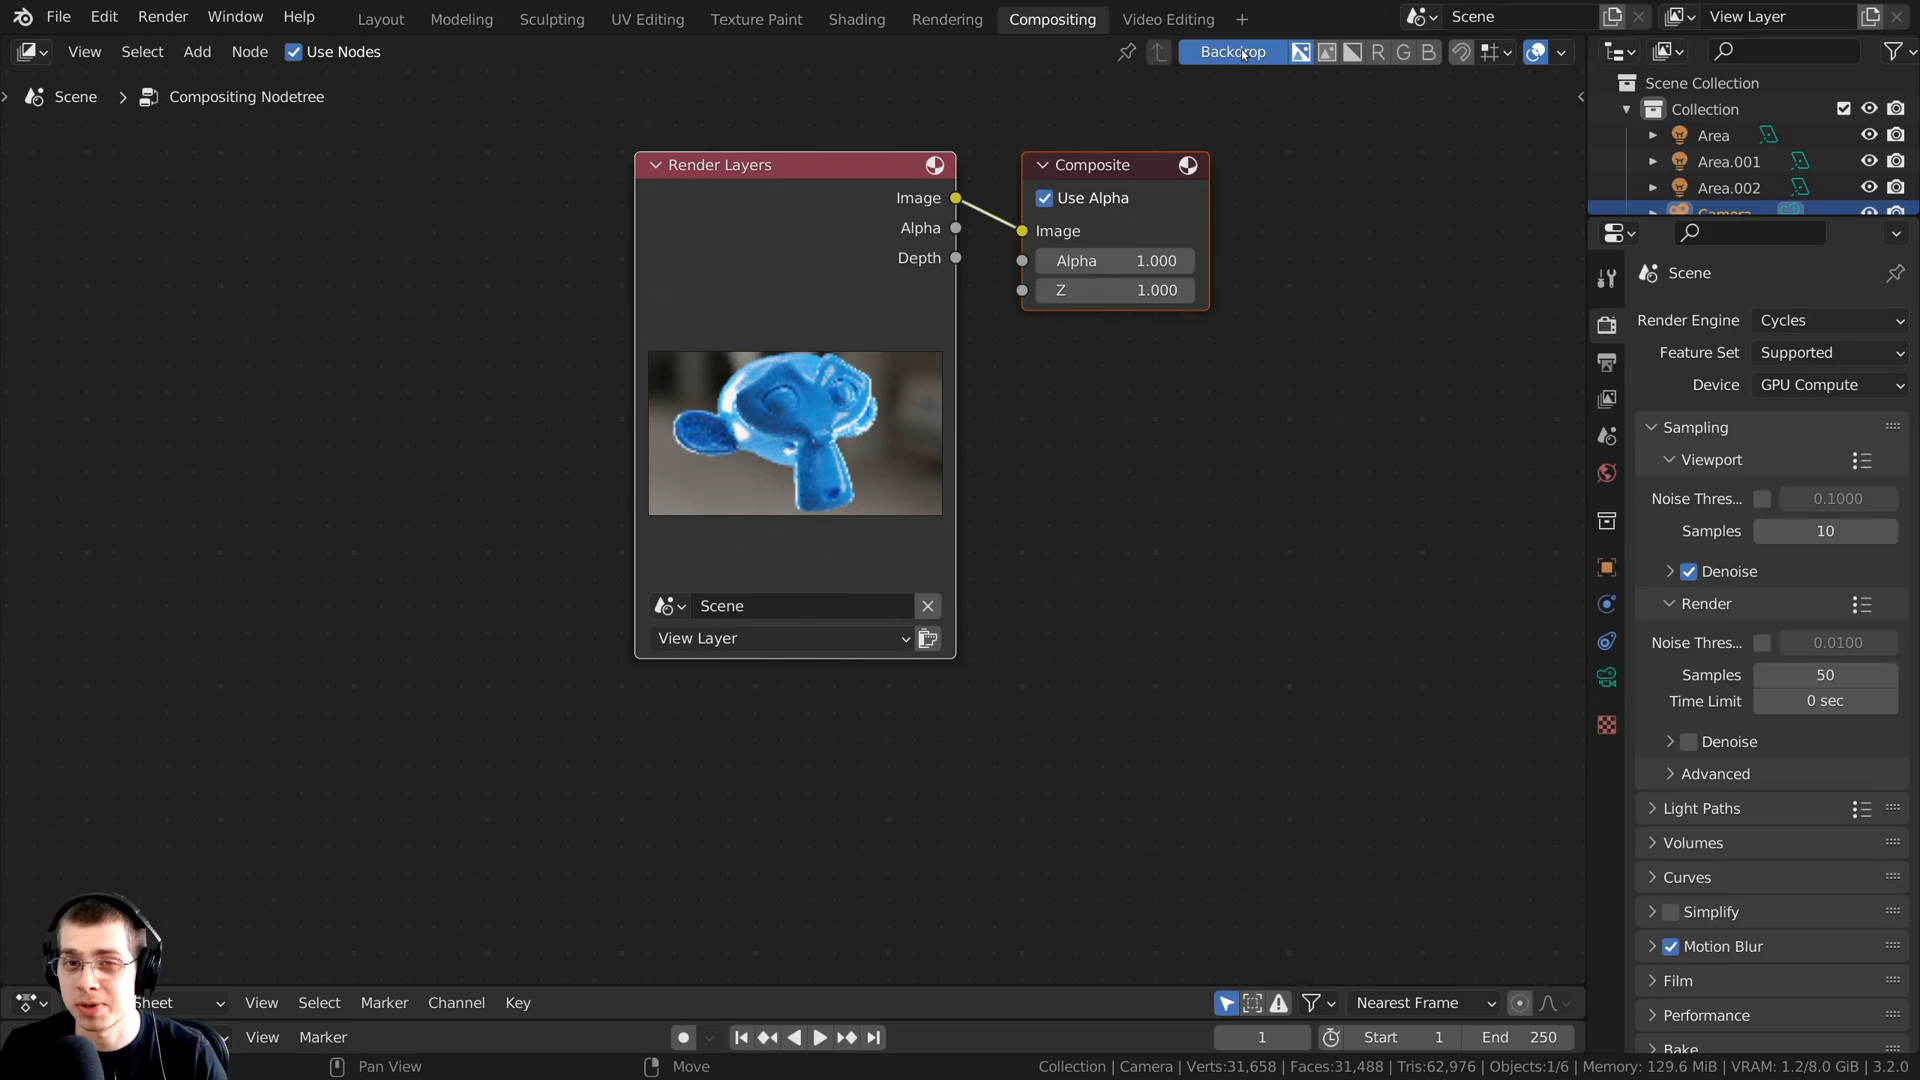 File Edit Render Window Help Layout Modeling Sculpting UV Editing Texture Paint Shading Rendering Compositing Video Editing + Scene View Layer
View Select Add Node Use Nodes Backdrop R G B
Scene > Compositing Nodetree
Scene Collection
Collection
Area
Area.001
Area.002
Camera
Render Layers
Image
Alpha
Depth
Scene
View Layer
Composite
Use Alpha
Image
Alpha 1.000
Z 1.000
Scene
Render Engine Cycles
Feature Set Supported
Device GPU Compute
Sampling
Viewport
Noise Thres... 0.1000
Samples 10
Denoise
Render
Noise Thres... 0.0100
Samples 50
Time Limit 0 sec
Denoise
Advanced
Light Paths
Volumes
Curves
Simplify
Motion Blur
Film
Performance
Bake
Sheet View Select Marker Channel Key Nearest Frame
View Marker 1 Start 1 End 250
Pan View Move Collection | Camera | Verts:31,658 | Faces:31,488 | Tris:62,976 | Objects:1/6 | Memory: 129.6 MiB | VRAM: 1.2/8.0 GiB | 3.2.0